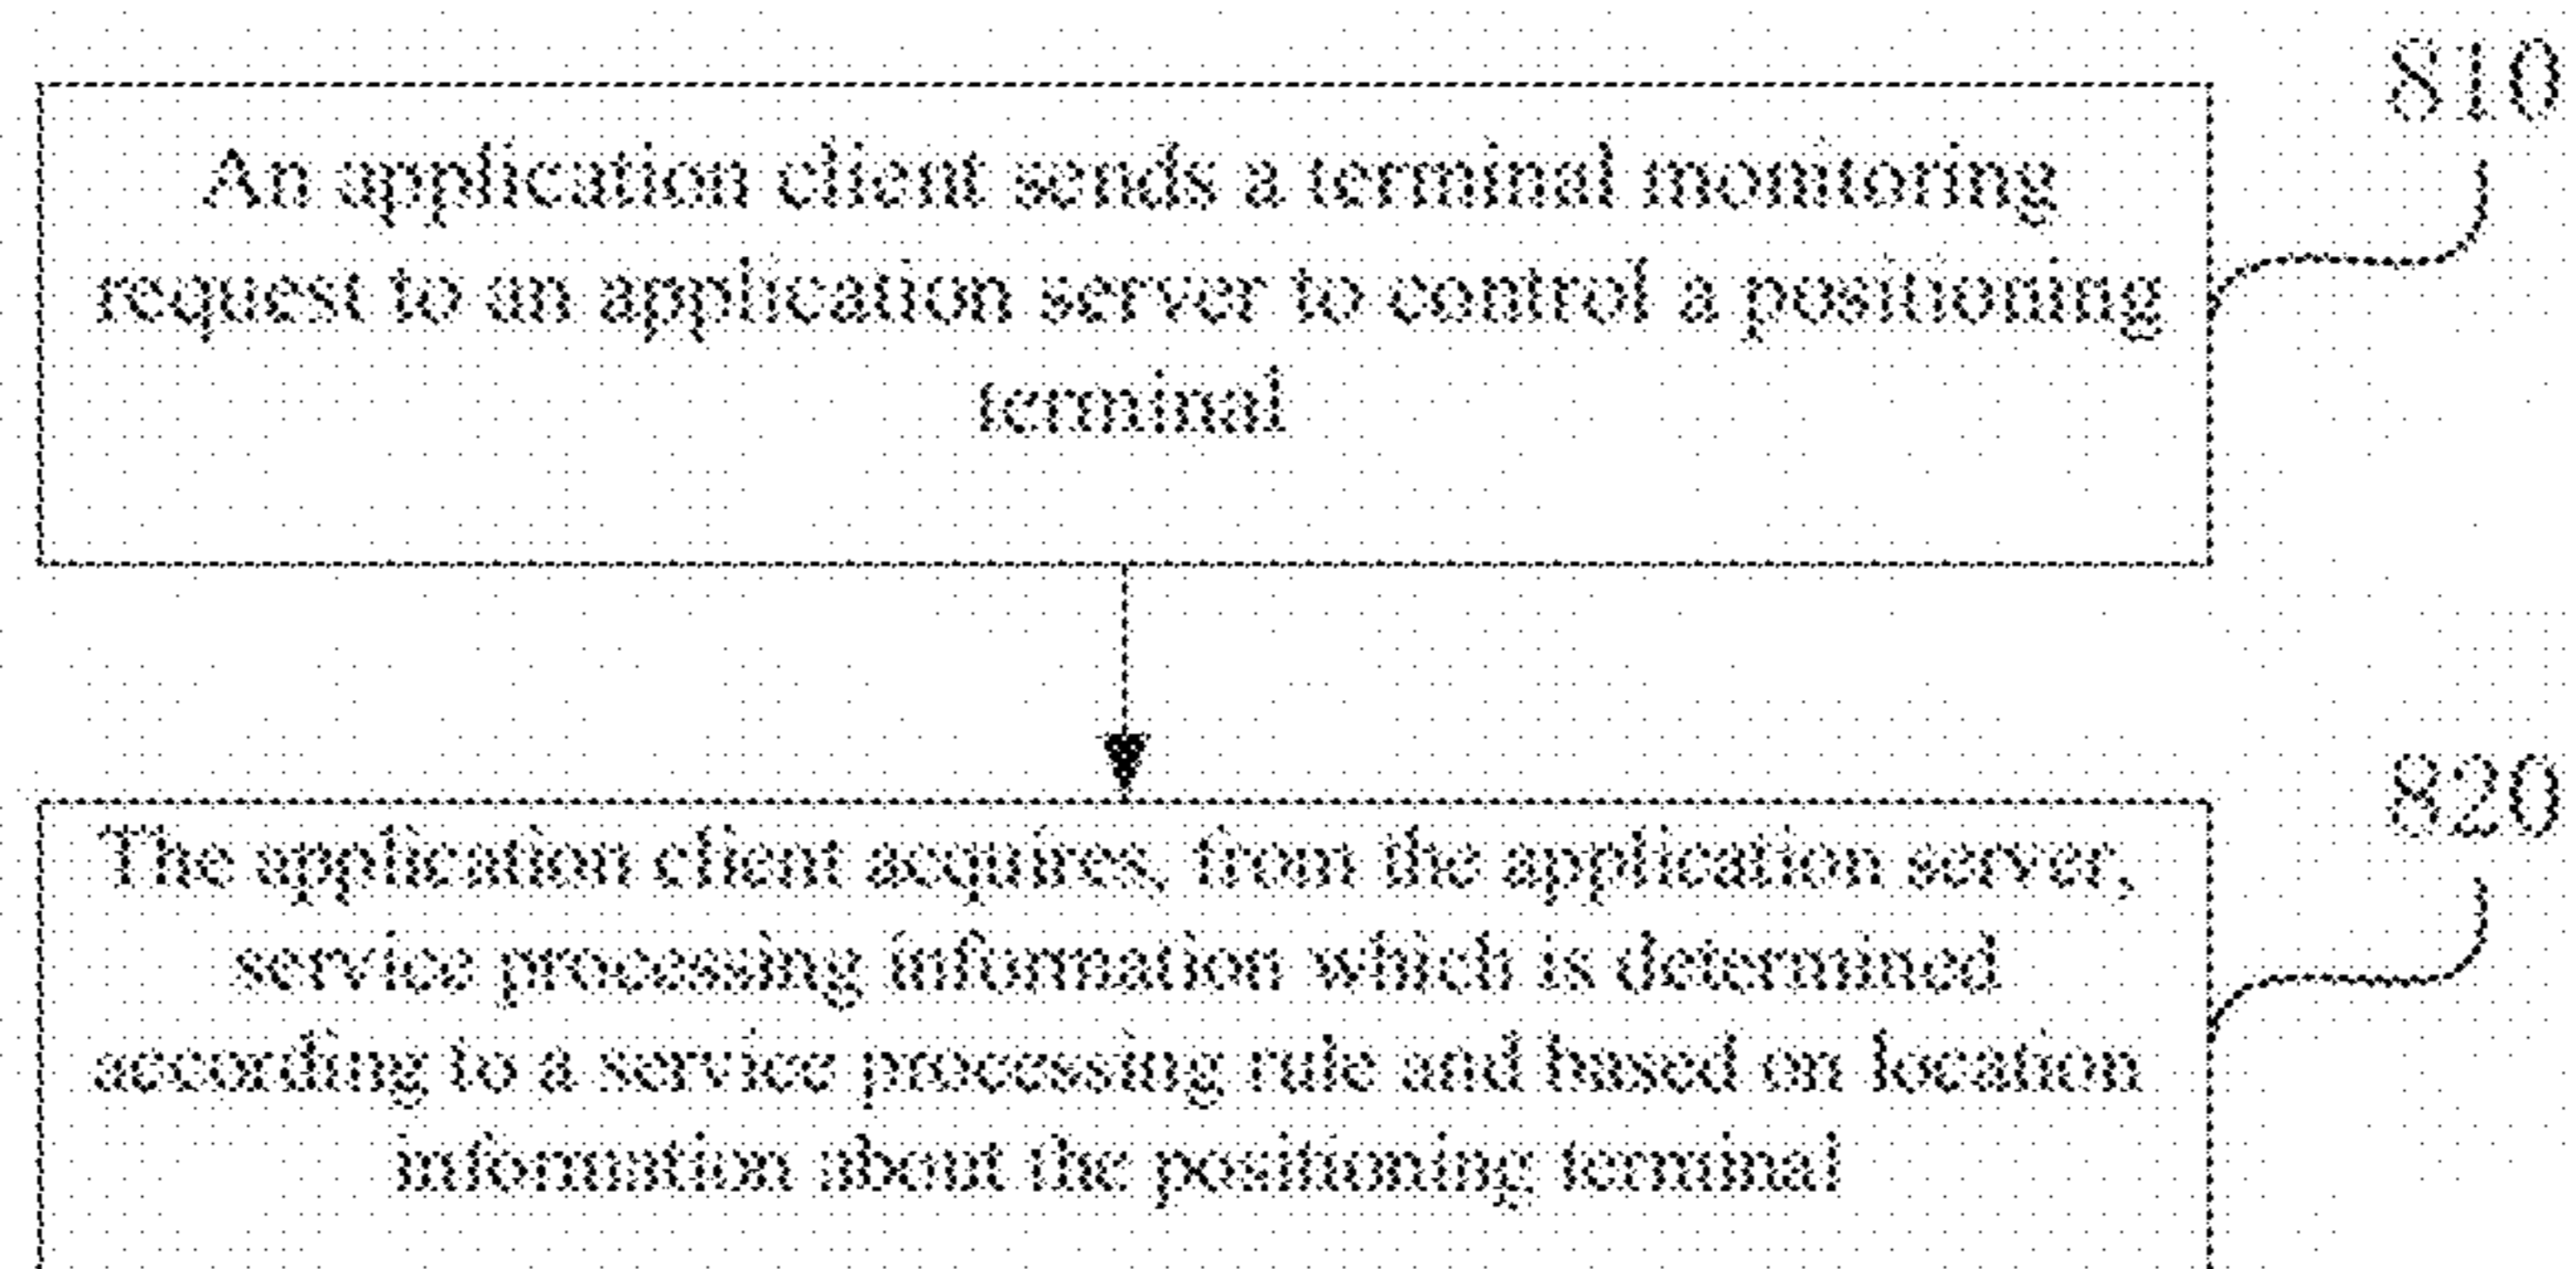 810
An application client sends a terminal monitoring
request to an application server to control a positioning
terminal
820
The application client acquires, from the application server,
service processing information which is determined
according to a service processing rule and based on location
information about the positioning terminal